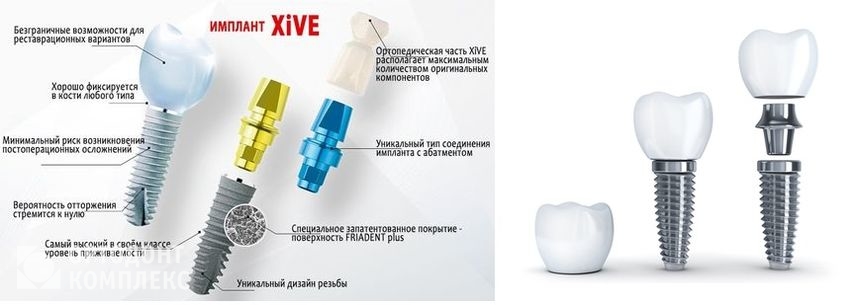 ИМПЛАНТ XiVE
Безграничные возможности для
реставрационных вариантов
Хорошо фиксируется
в кости любого типа
Минимальный риск возникновения
постоперационных осложнений
Вероятность отторжения
стремится к нулю
Самый высокий в своём классе
уровень приживаемости
Ортопедическая часть XiVE
располагает максимальным
количеством оригинальных
компонентов
Уникальный тип соединения
импланта с абатментом
Специальное запатентованное покрытие -
поверхность FRIADENT plus
Уникальный дизайн резьбы
КОМПЛЕКС